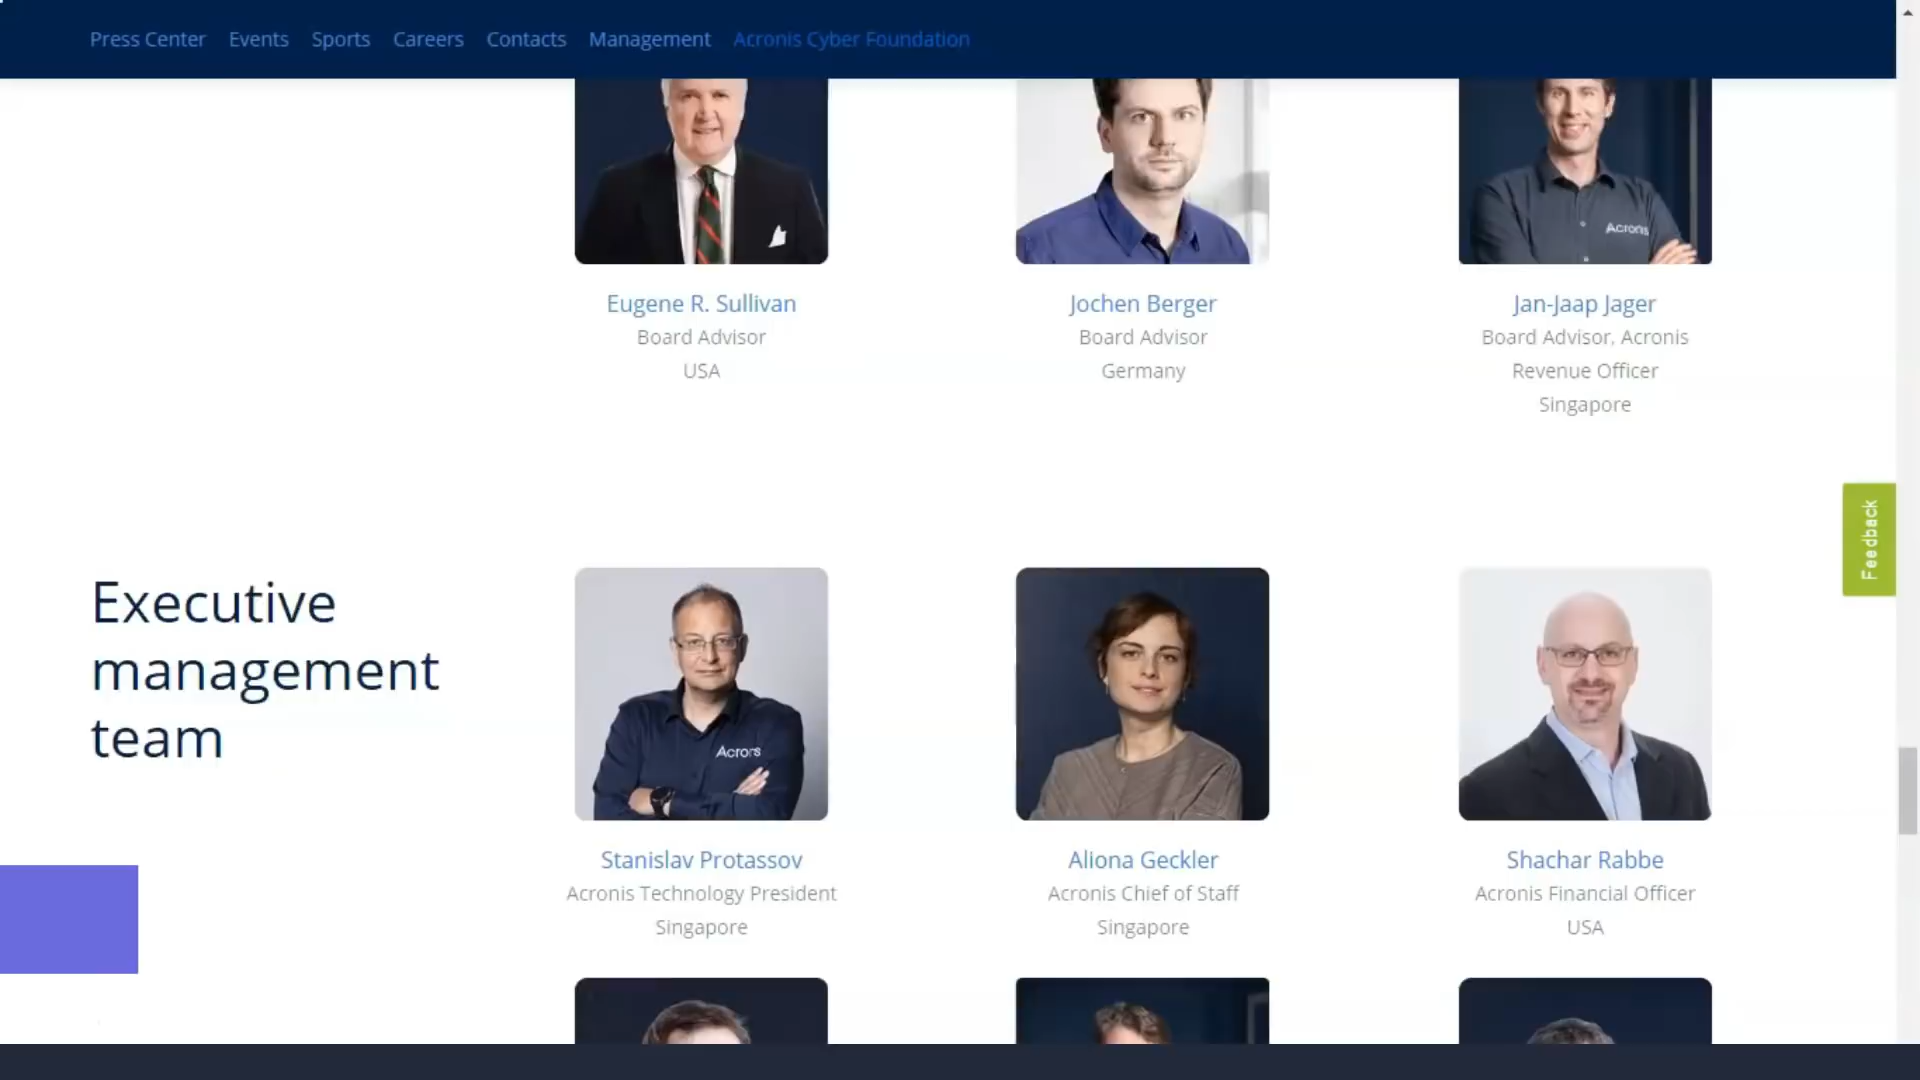 Press Center Events Sports Careers Contacts Management Acronis Cyber Foundation
Acronis
Eugene R. Sullivan
Board Advisor
USA
Jochen Berger
Board Advisor
Germany
Jan-Jaap Jager
Board Advisor, Acronis
Revenue Officer
Singapore
Feedback
Executive
management
team
Acronis
Stanislav Protassov
Acronis Technology President
Singapore
Aliona Geckler
Acronis Chief of Staff
Singapore
Shachar Rabbe
Acronis Financial Officer
USA